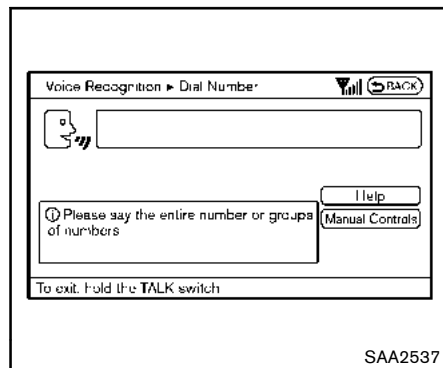 Voice Recognition ▶ Dial Number BACK
Help
ⓘ Please say the entire number or groups of numbers
Manual Controls
To exit, hold the TALK switch
SAA2537